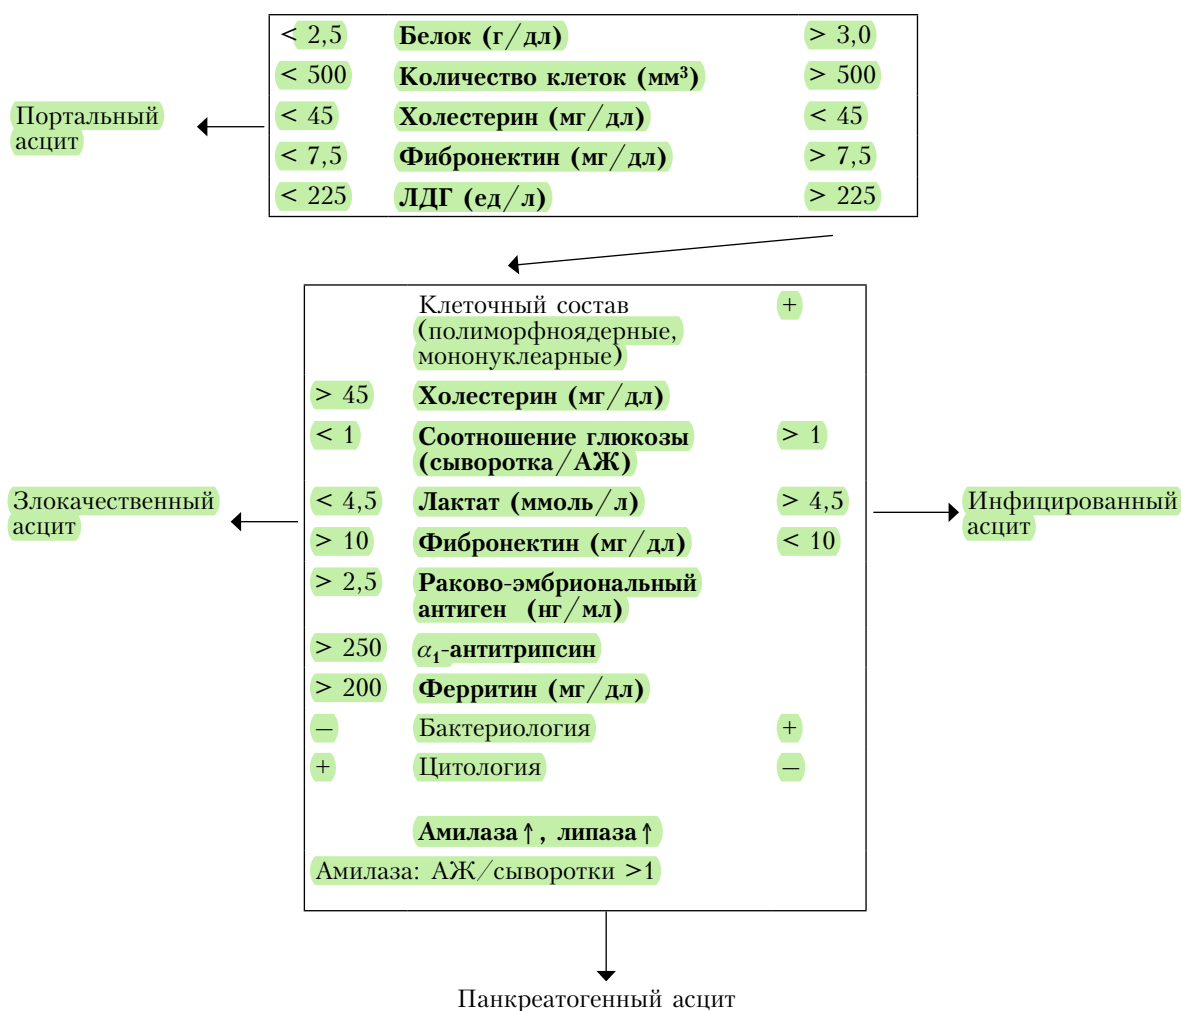 < 2,5 Белок (г/дл) > 3,0
< 500 Количество клеток (мм³) > 500
Портальный
асцит
< 45 Холестерин (мг/дл) < 45
< 7,5 Фибронектин (мг/дл) > 7,5
< 225 ЛДГ (ед/л) > 225
Клеточный состав +
(полиморфноядерные,
мононуклеарные)
> 45 Холестерин (мг/дл)
< 1 Соотношение глюкозы > 1
(сыворотка/АЖ)
Злокачественный
асцит
< 4,5 Лактат (ммоль/л) > 4,5
Инфицированный
асцит
> 10 Фибронектин (мг/дл) < 10
> 2,5 Раково-эмбриональный
антиген (нг/мл)
> 250 α₁-антитрипсин
> 200 Ферритин (мг/дл)
– Бактериология +
+ Цитология –
Амилаза↑, липаза↑
Амилаза: АЖ/сыворотки >1
Панкреатогенный асцит